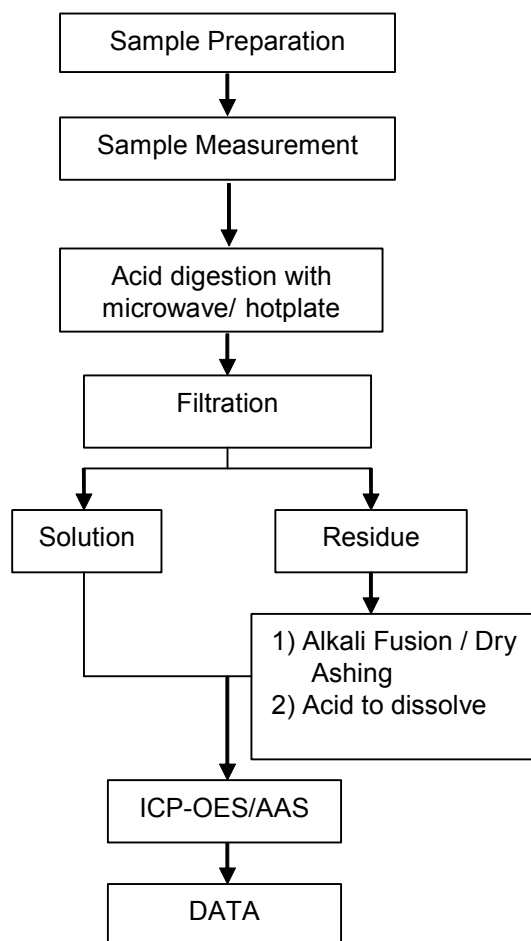 Sample Preparation
Sample Measurement
Acid digestion with
microwave/ hotplate
Filtration
Solution
Residue
1) Alkali Fusion / Dry
Ashing
2) Acid to dissolve
ICP-OES/AAS
DATA